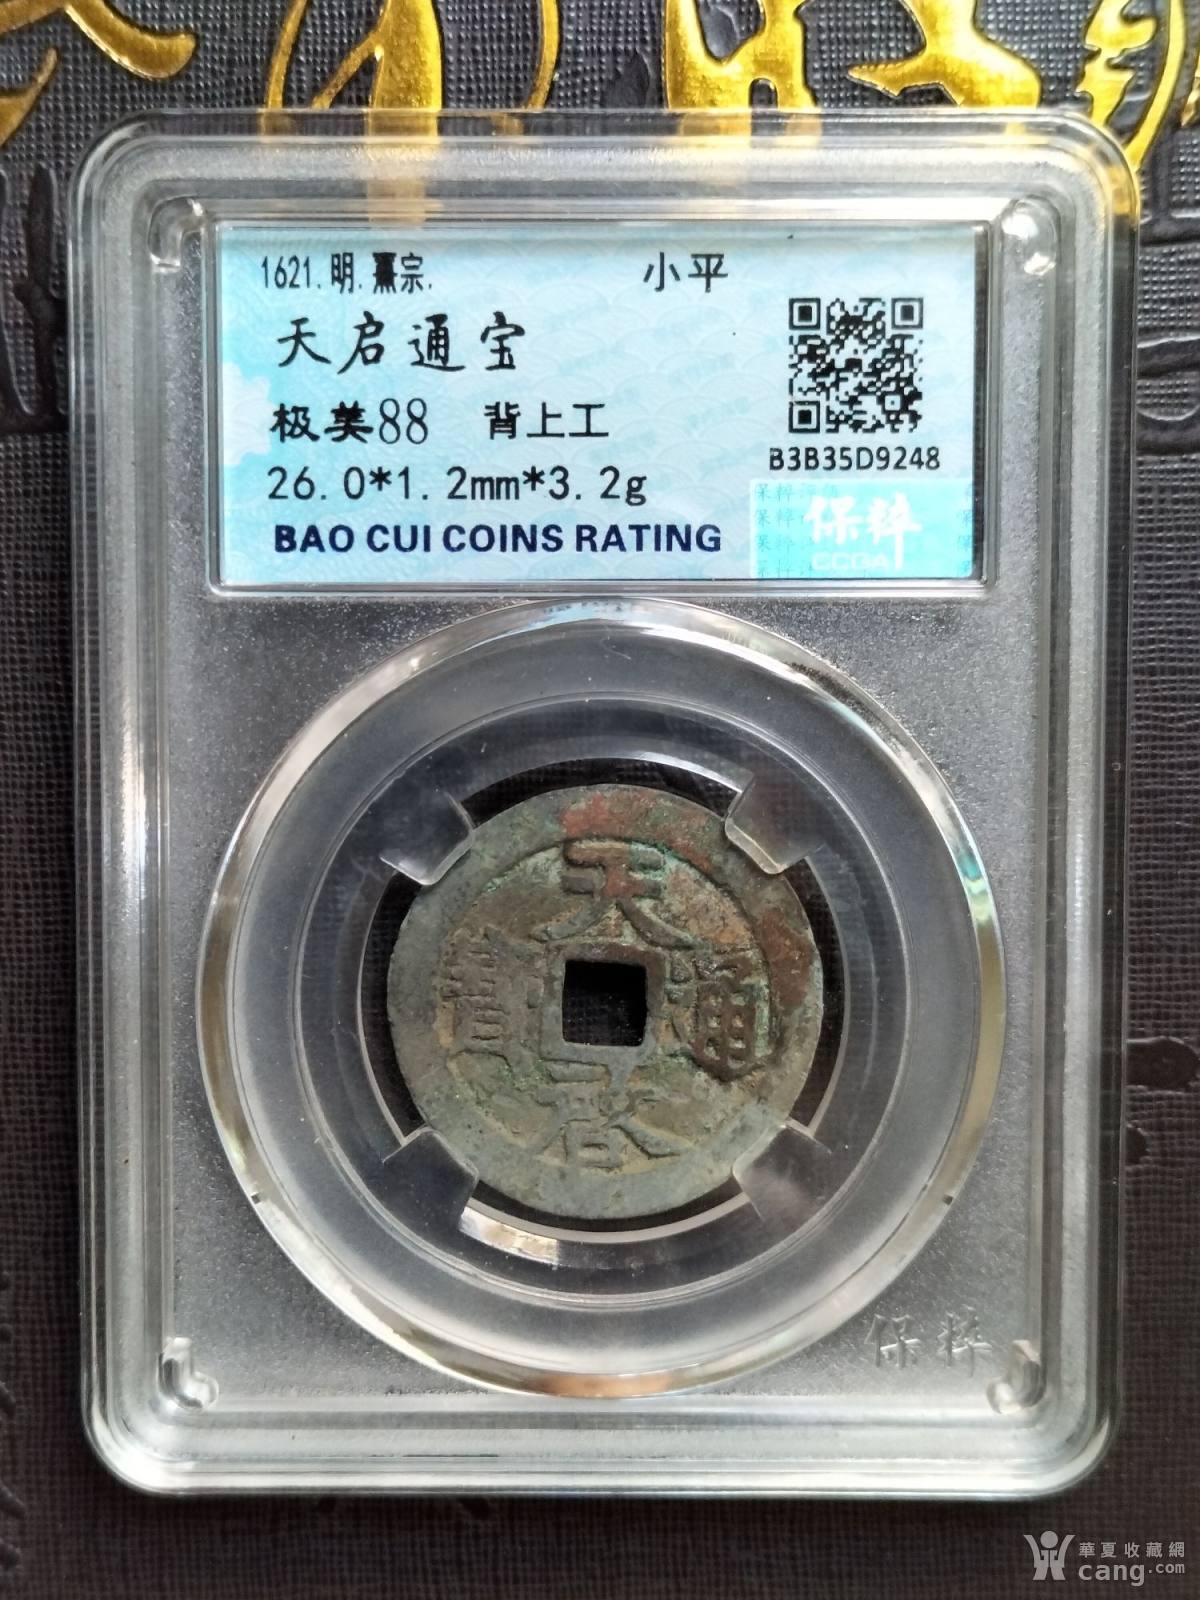 1621.明.熹宗. 小平
天启通宝
极美88 背上工
B3B35D9248
26.0*1.2mm*3.2g
BAO CUI COINS RATING
保粹
CCGA
天
寶 通
啓
保粹
華夏收藏網
cang.com